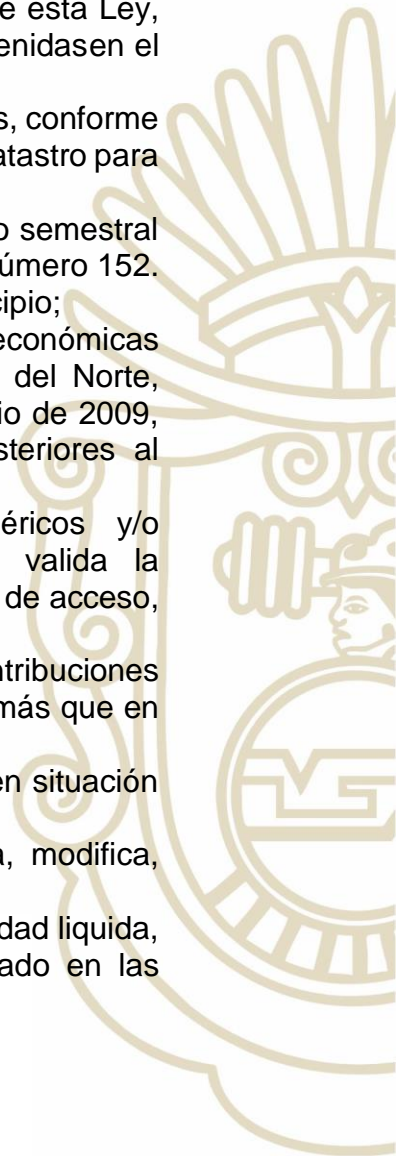 e esta Ley,
enidasen el
s, conforme
atastro para
o semestral
úmero 152.
cipio;
económicas
del Norte,
io de 2009,
steriores al
éricos y/o
valida la
de acceso,
ntribuciones
más que en
en situación
a, modifica,
dad liquida,
ado en las